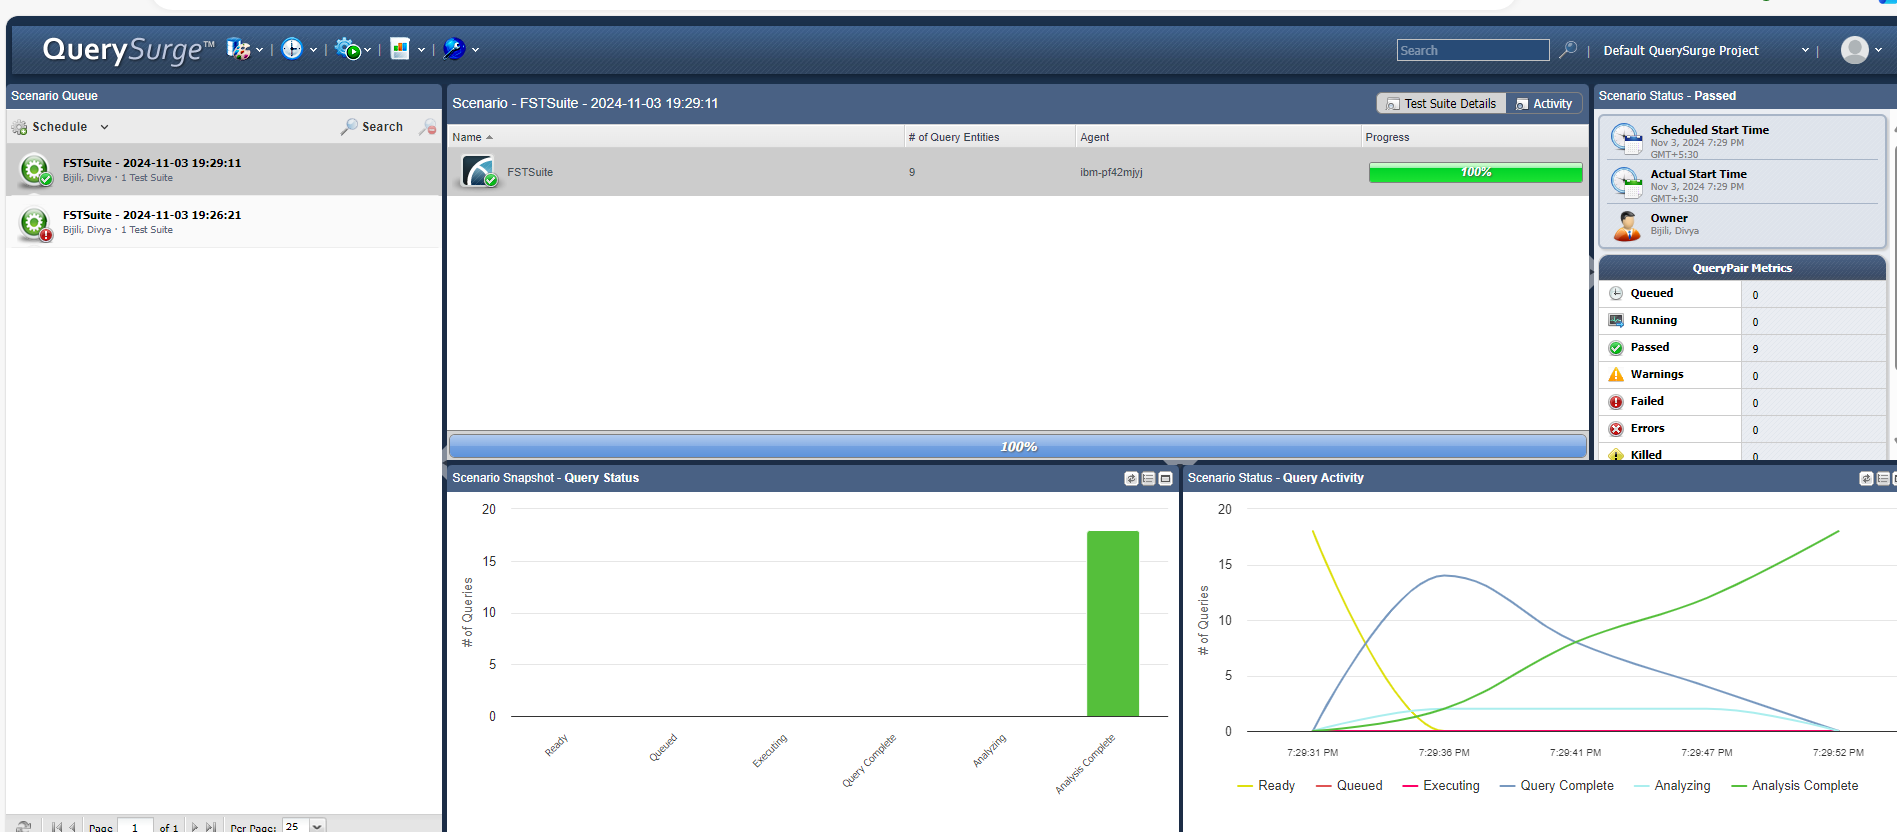 QuerySurge™
Search
Default QuerySurge Project
Scenario Queue
Schedule
Search
FSTSuite - 2024-11-03 19:29:11
Bijili, Divya · 1 Test Suite
FSTSuite - 2024-11-03 19:26:21
Bijili, Divya · 1 Test Suite
Page 1 of 1 Per Page: 25
Scenario - FSTSuite - 2024-11-03 19:29:11
Test Suite Details
Activity
Name # of Query Entities Agent Progress
FSTSuite 9 ibm-pf42mjyj 100%
100%
Scenario Status - Passed
Scheduled Start Time
Nov 3, 2024 7:29 PM
GMT+5:30
Actual Start Time
Nov 3, 2024 7:29 PM
GMT+5:30
Owner
Bijili, Divya
QueryPair Metrics
Queued 0
Running 0
Passed 9
Warnings 0
Failed 0
Errors 0
Killed 0
Scenario Snapshot - Query Status
20
15
10
5
0
# of Queries
Ready
Queued
Executing
Query Complete
Analyzing
Analysis Complete
Scenario Status - Query Activity
20
15
10
5
0
# of Queries
7:29:31 PM 7:29:36 PM 7:29:41 PM 7:29:47 PM 7:29:52 PM
Ready Queued Executing Query Complete Analyzing Analysis Complete